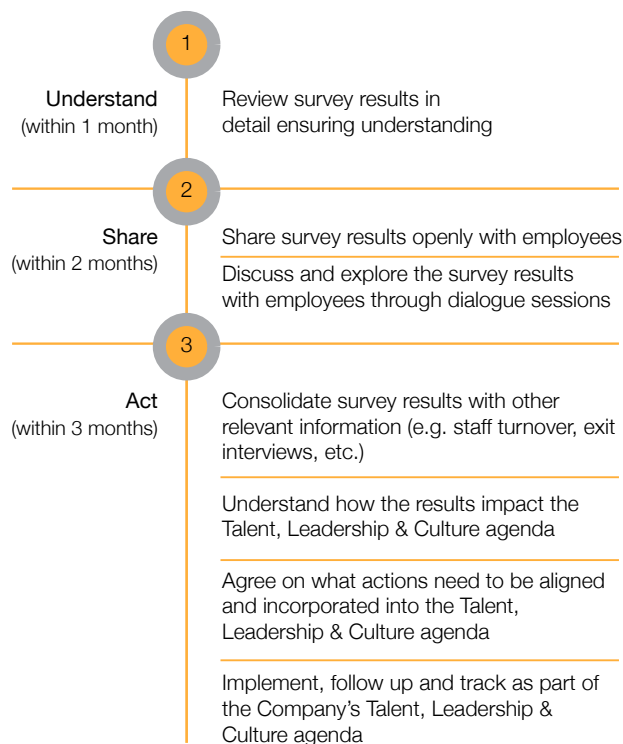 1
Understand
(within 1 month)
Review survey results in
detail ensuring understanding
2
Share
(within 2 months)
Share survey results openly with employees
Discuss and explore the survey results
with employees through dialogue sessions
3
Act
(within 3 months)
Consolidate survey results with other
relevant information (e.g. staff turnover, exit
interviews, etc.)
Understand how the results impact the
Talent, Leadership & Culture agenda
Agree on what actions need to be aligned
and incorporated into the Talent,
Leadership & Culture agenda
Implement, follow up and track as part of
the Company's Talent, Leadership &
Culture agenda